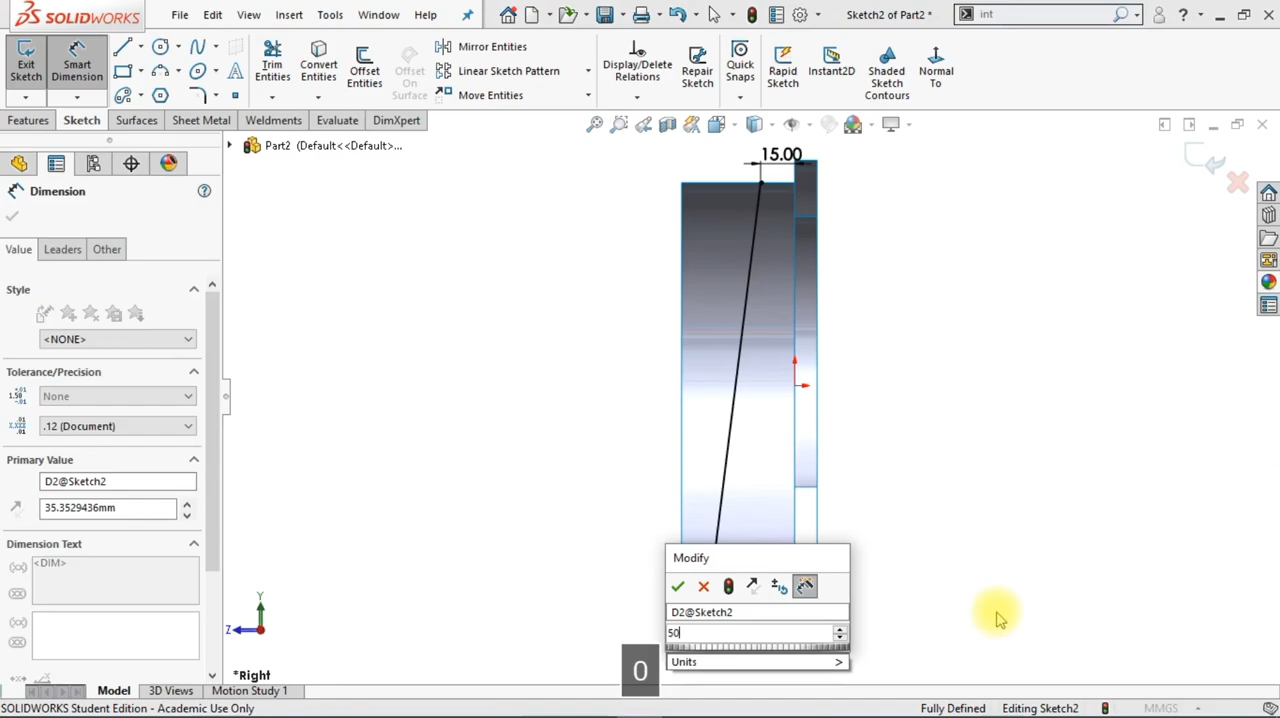 SOLIDWORKS
File Edit View Insert Tools Window Help
Sketch2 of Part2 *
int
Exit Sketch
Smart Dimension
Trim Entities
Convert Entities
Offset Entities
Offset On Surface
Mirror Entities
Linear Sketch Pattern
Move Entities
Display/Delete Relations
Repair Sketch
Quick Snaps
Rapid Sketch
Instant2D
Shaded Sketch Contours
Normal To
Features Sketch Surfaces Sheet Metal Weldments Evaluate DimXpert
Part2 (Default<<Default>...
Dimension
Value Leaders Other
Style
<NONE>
Tolerance/Precision
None
.12 (Document)
Primary Value
D2@Sketch2
35.3529436mm
Dimension Text
<DIM>
15.00
Modify
D2@Sketch2
50
Units >
0
Y
Z
*Right
Model 3D Views Motion Study 1
SOLIDWORKS Student Edition - Academic Use Only
Fully Defined Editing Sketch2 MMGS